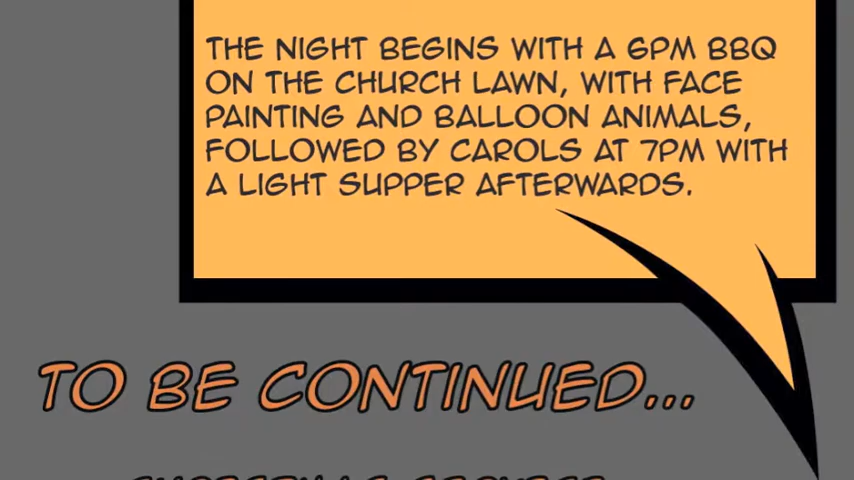 THE NIGHT BEGINS WITH A 6PM BBQ
ON THE CHURCH LAWN, WITH FACE
PAINTING AND BALLOON ANIMALS,
FOLLOWED BY CAROLS AT 7PM WITH
A LIGHT SUPPER AFTERWARDS.
TO BE CONTINUED...